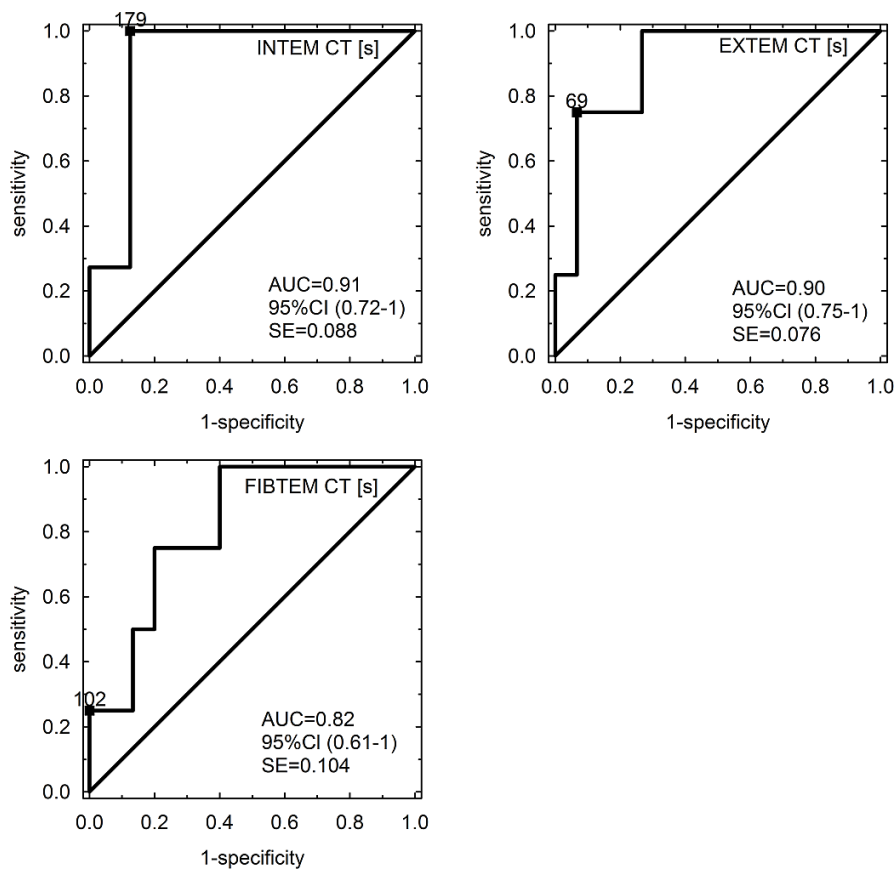 179
INTEM CT [s]
1.0
0.8
0.6
0.4
0.2
0.0
sensitivity
AUC=0.91
95%CI (0.72-1)
SE=0.088
0.0 0.2 0.4 0.6 0.8 1.0
1-specificity
EXTEM CT [s]
1.0
0.8
69
0.6
0.4
0.2
0.0
sensitivity
AUC=0.90
95%CI (0.75-1)
SE=0.076
0.0 0.2 0.4 0.6 0.8 1.0
1-specificity
1.0
FIBTEM CT [s]
0.8
0.6
0.4
102
0.2
0.0
sensitivity
AUC=0.82
95%CI (0.61-1)
SE=0.104
0.0 0.2 0.4 0.6 0.8 1.0
1-specificity